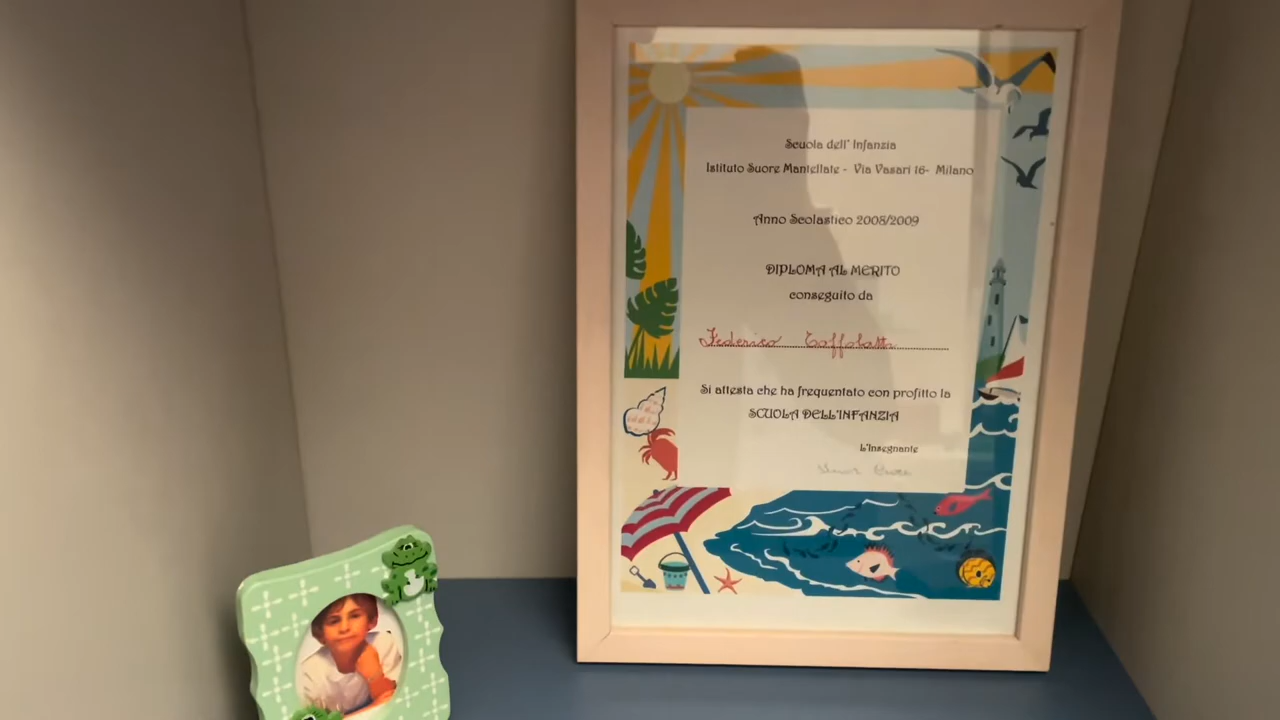 Scuola dell' Infanzia
Istituto Suore Mantellate - Via Vasari 16- Milano
Anno Scolastico 2008/2009
DIPLOMA AL MERITO
conseguito da
Federico
Si attesta che ha frequentato con profitto la
SCUOLA DELL'INFANZIA
L'Insegnante